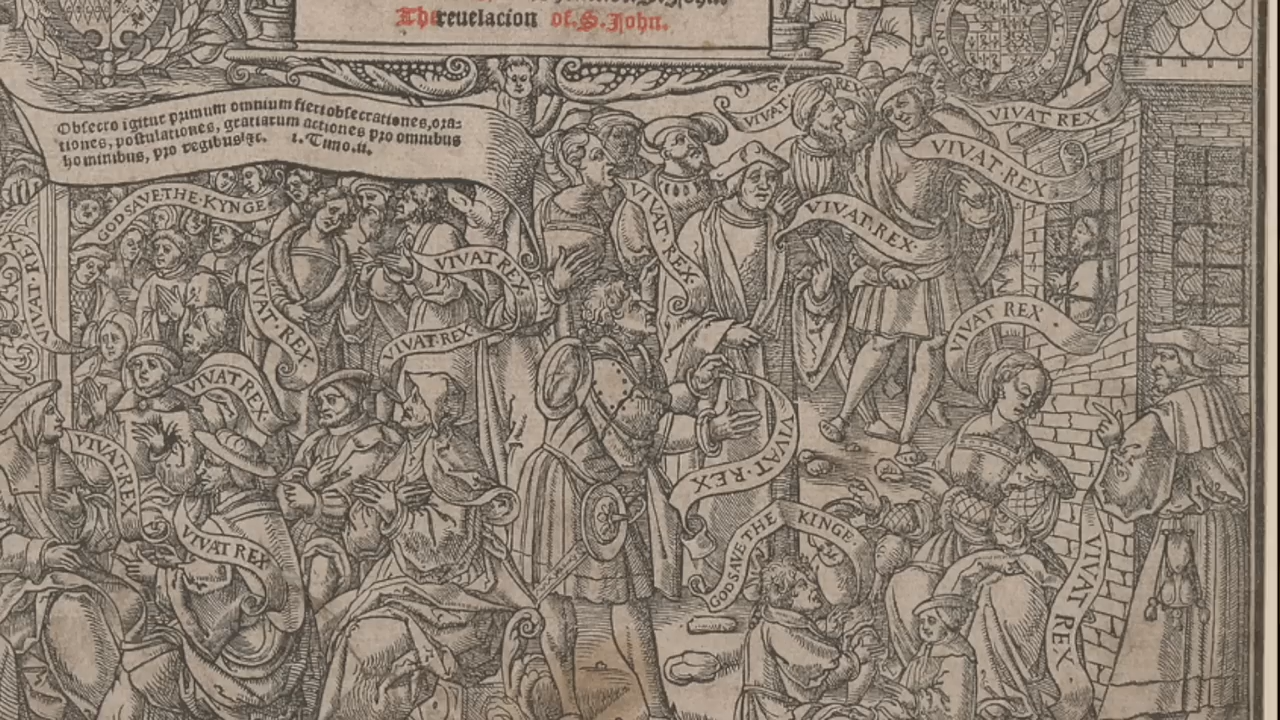 The reuelacion of. S. John.
Obsecro igitur primum omnium fieri obsecrationes, ora-
tiones, postulationes, gratiarum actiones pro omnibus
hominibus, pro regibus &c. 1. Timo. ii.
VIVAT
REX
VIVAT REX
VIVAT·REX·
GOD SAVE·THE·KYNGE
VIVAT·REX
VIVAT REX·
VIVAT·REX
VIVAT·REX·
VIVAT·REX
VIVAT·REX
VIVAT REX
VIVAT REX
VIVAT·REX
VIVAT·REX·
VIVAT REX
GOD SAVE THE KINGE
VIVAT REX